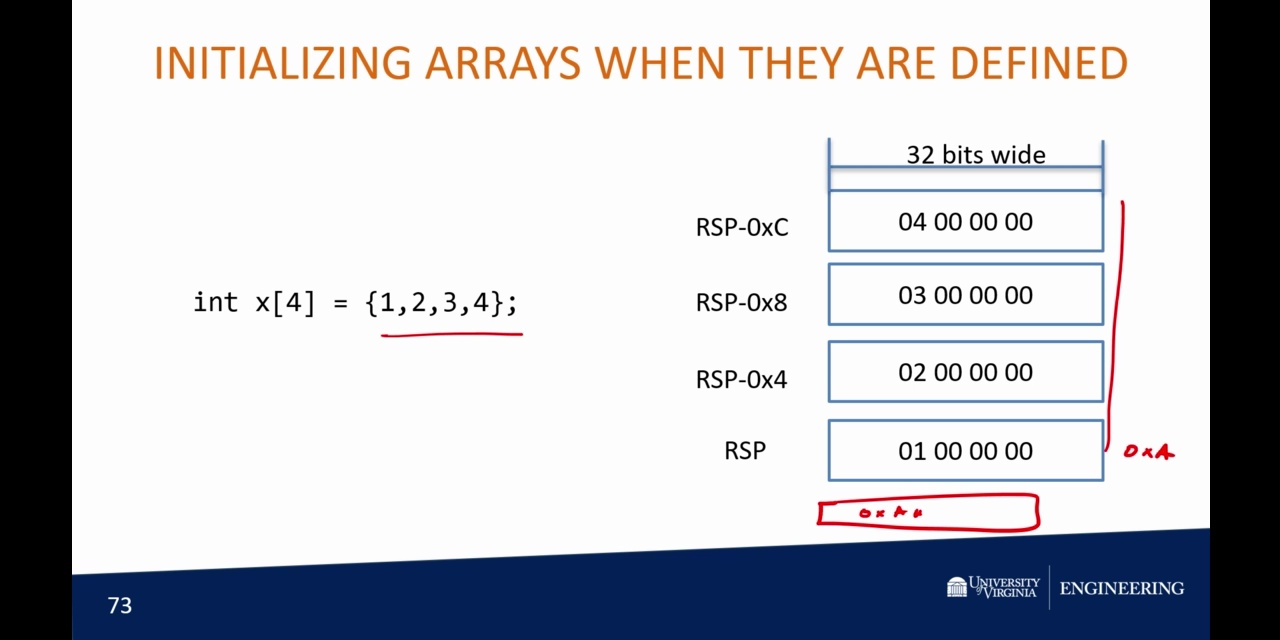 INITIALIZING ARRAYS WHEN THEY ARE DEFINED
32 bits wide
RSP-0xC 04 00 00 00
int x[4] = {1,2,3,4};
RSP-0x8 03 00 00 00
RSP-0x4 02 00 00 00
RSP 01 00 00 00 0xA
73
UNIVERSITY of VIRGINIA ENGINEERING